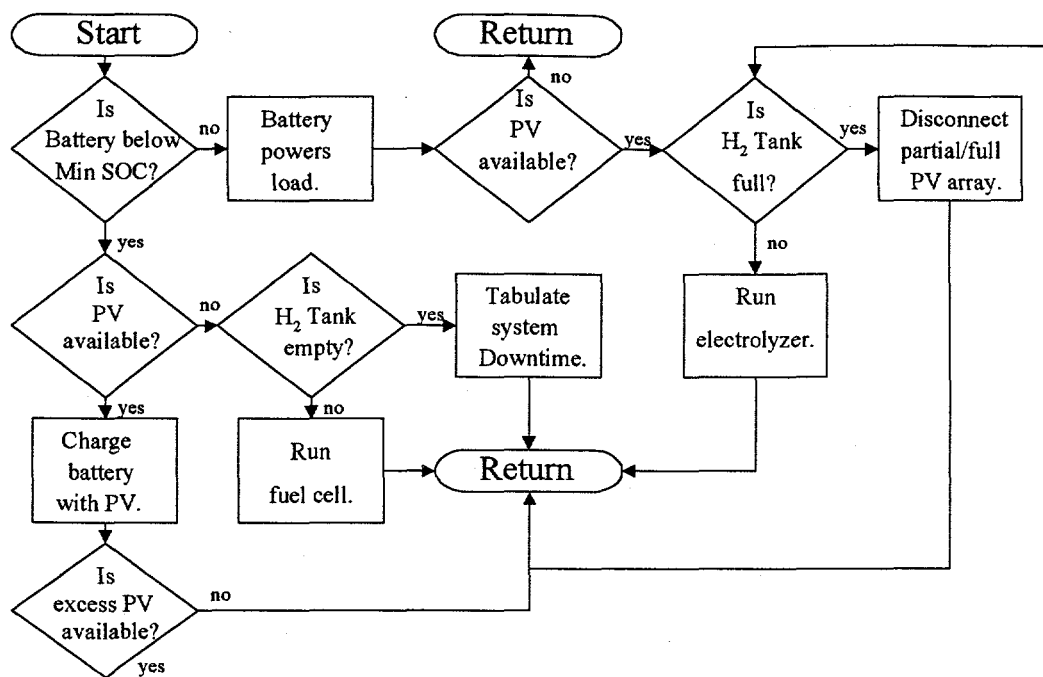 Start
Return
Is
Battery below
Min SOC?
no
Battery
powers
load.
no
Is
PV
available?
yes
Is
H₂ Tank
full?
yes
Disconnect
partial/full
PV array.
yes
no
Is
PV
available?
no
Is
H₂ Tank
empty?
yes
Tabulate
system
Downtime.
Run
electrolyzer.
yes
no
Charge
battery
with PV.
Run
fuel cell.
Return
Is
excess PV
available?
no
yes